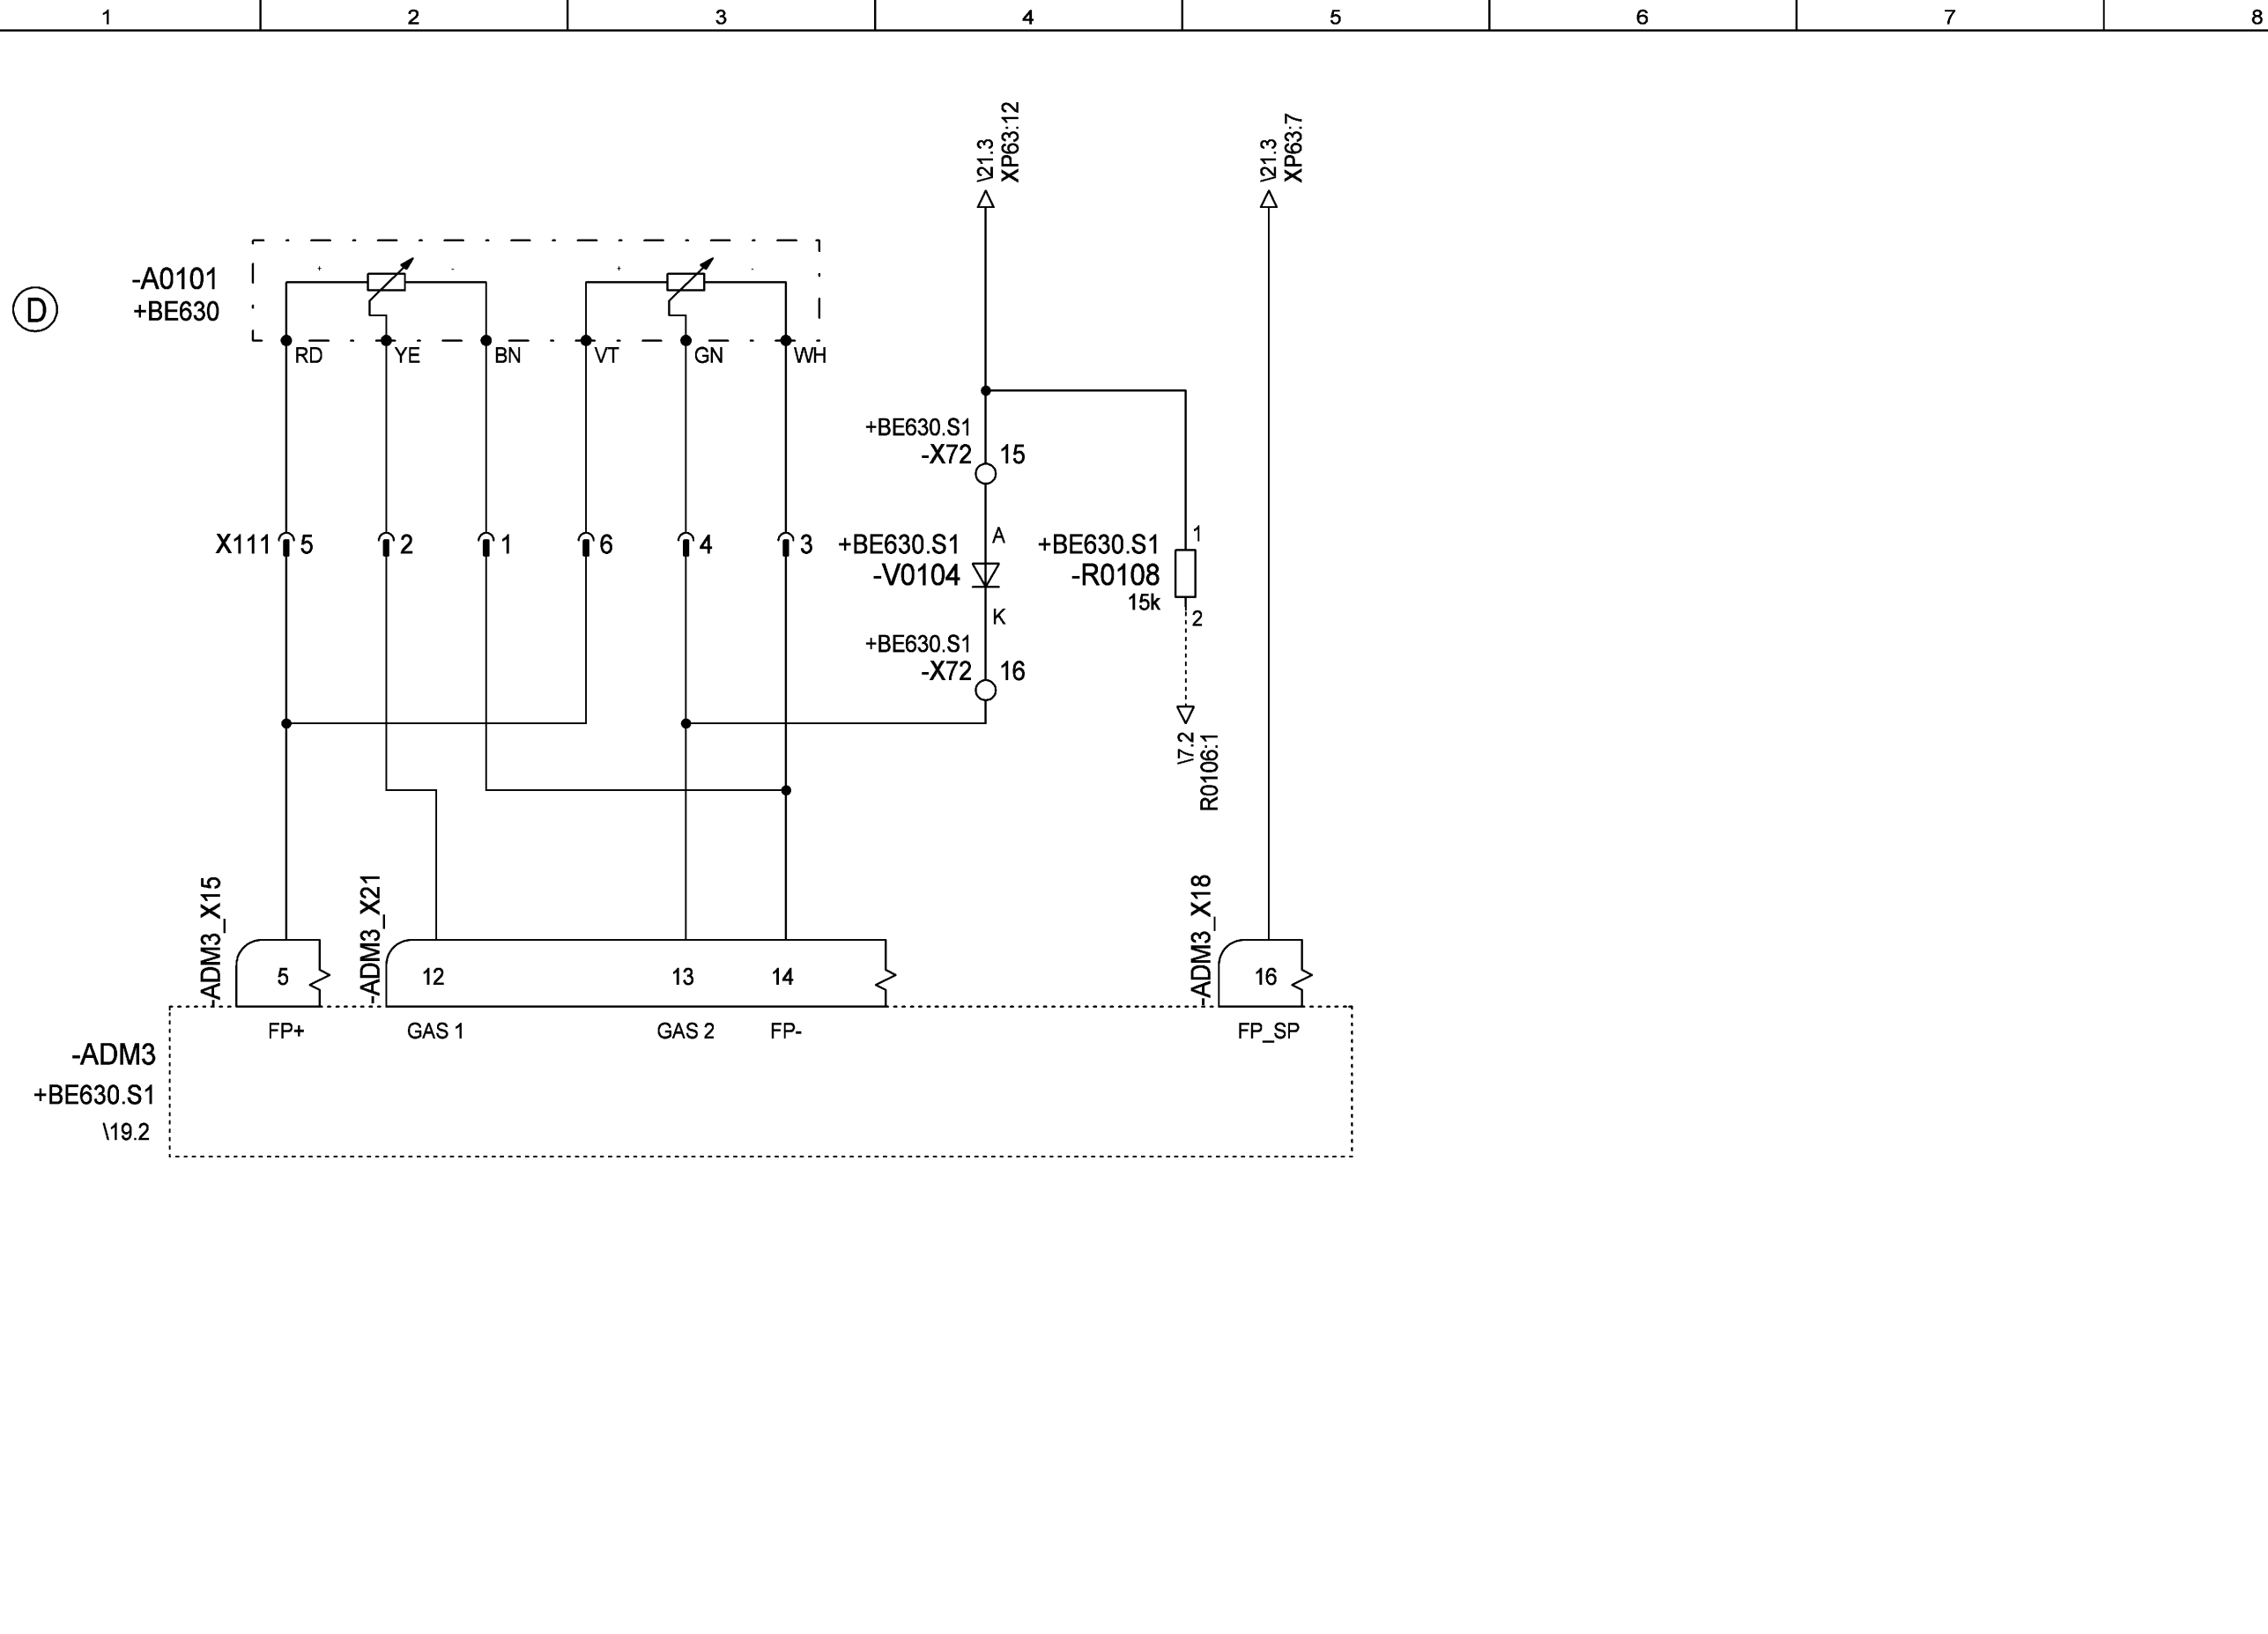 1 2 3 4 5 6 7 8
\21.3
XP63:12
\21.3
XP63:7
D
-A0101
+BE630
+ - + -
RD YE BN VT GN WH
+BE630.S1
-X72 15
X111 5 2 1 6 4 3
+BE630.S1
-V0104
A
K
+BE630.S1
-R0108
15k
1
2
+BE630.S1
-X72 16
\7.2
R0106:1
-ADM3_X15
-ADM3_X21
-ADM3_X18
5 12 13 14 16
FP+ GAS 1 GAS 2 FP- FP_SP
-ADM3
+BE630.S1
\19.2